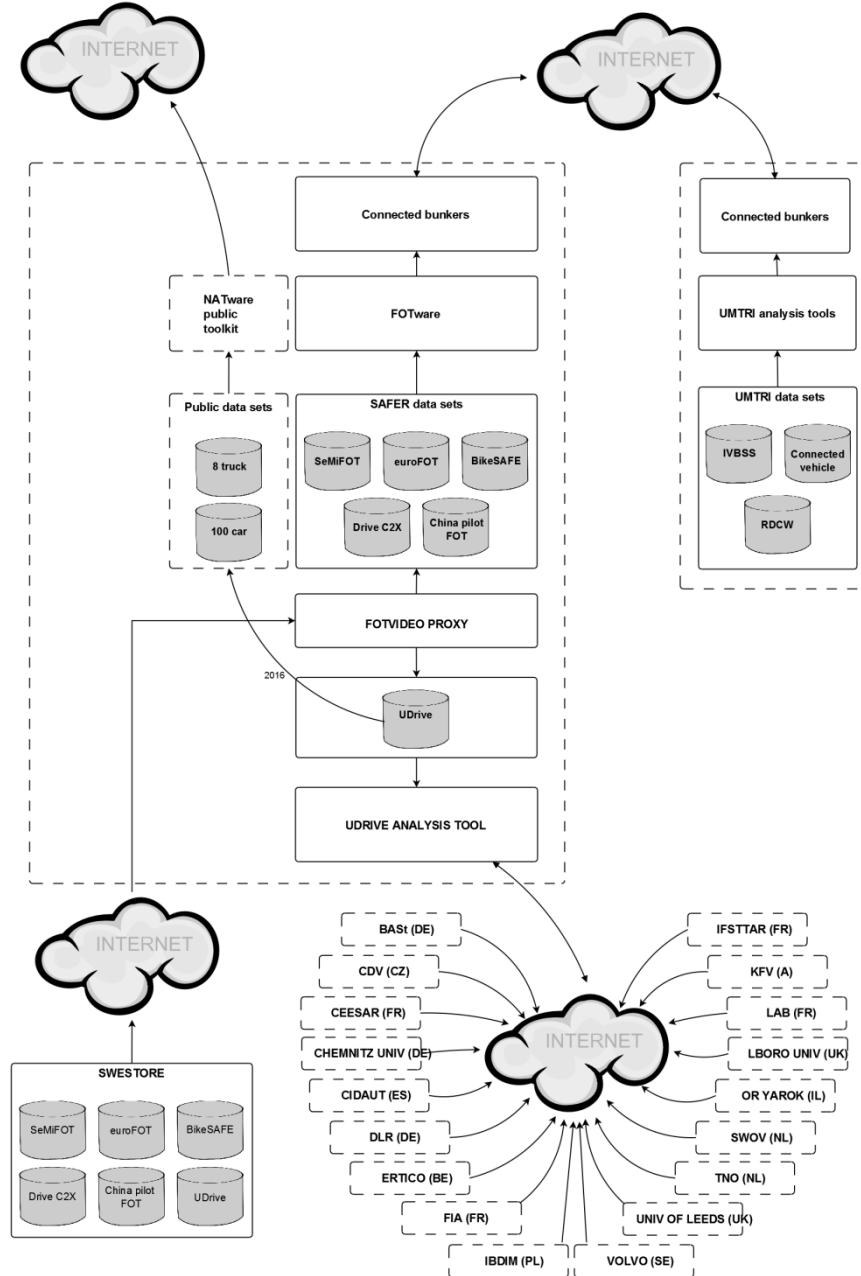 INTERNET
INTERNET
Connected bunkers
Connected bunkers
NATware
public
toolkit
FOTware
UMTRI analysis tools
Public data sets
8 truck
100 car
SAFER data sets
SeMiFOT
euroFOT
BikeSAFE
Drive C2X
China pilot
FOT
UMTRI data sets
IVBSS
Connected
vehicle
RDCW
FOTVIDEO PROXY
2016
UDrive
UDRIVE ANALYSIS TOOL
INTERNET
SWESTORE
SeMiFOT
euroFOT
BikeSAFE
Drive C2X
China pilot
FOT
UDrive
BASt (DE)
CDV (CZ)
CEESAR (FR)
CHEMNITZ UNIV (DE)
CIDAUT (ES)
DLR (DE)
ERTICO (BE)
FIA (FR)
IBDIM (PL)
INTERNET
IFSTTAR (FR)
KFV (A)
LAB (FR)
LBORO UNIV (UK)
OR YAROK (IL)
SWOV (NL)
TNO (NL)
UNIV OF LEEDS (UK)
VOLVO (SE)